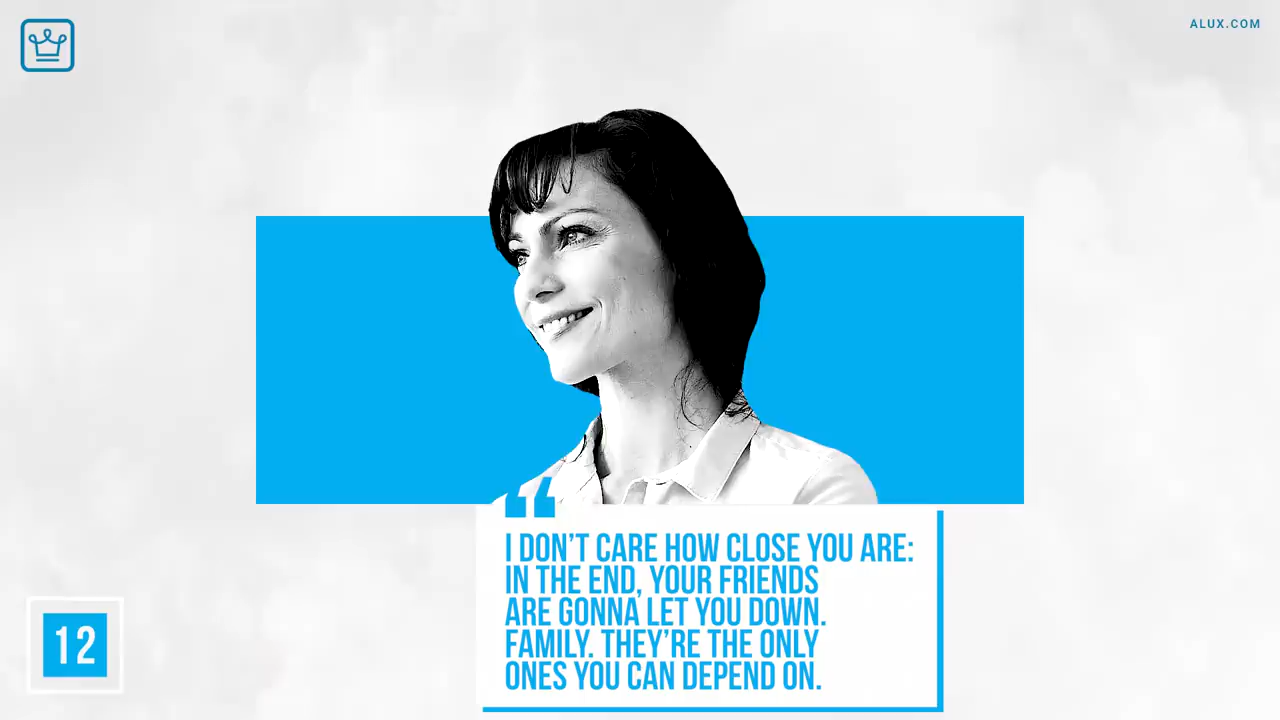 ALUX.COM
“
I DON’T CARE HOW CLOSE YOU ARE:
IN THE END, YOUR FRIENDS
ARE GONNA LET YOU DOWN.
FAMILY. THEY’RE THE ONLY
ONES YOU CAN DEPEND ON.
12